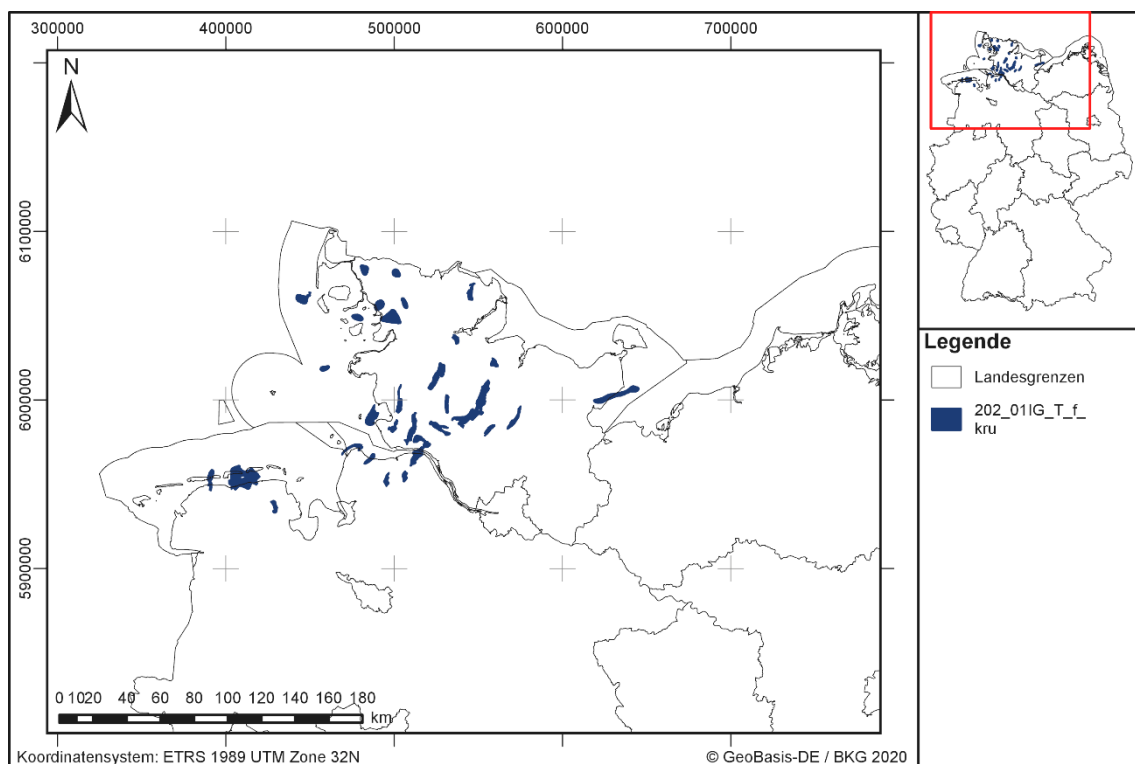 300000 400000 500000 600000 700000
N
6100000
6000000
5900000
0 1020 40 60 80 100 120 140 160 180
km
Koordinatensystem: ETRS 1989 UTM Zone 32N
© GeoBasis-DE / BKG 2020
Legende
Landesgrenzen
202_01IG_T_f_
kru